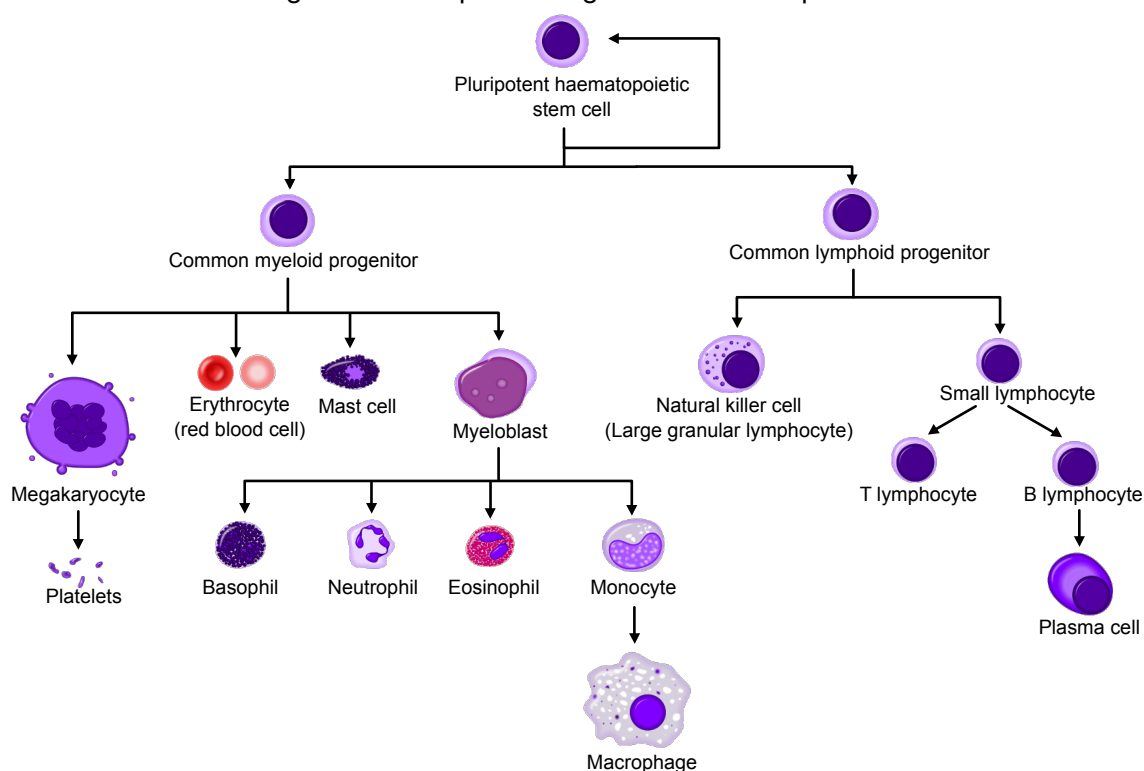 Pluripotent haematopoietic
stem cell
Common myeloid progenitor
Common lymphoid progenitor
Erythrocyte
(red blood cell)
Mast cell
Myeloblast
Natural killer cell
(Large granular lymphocyte)
Small lymphocyte
Megakaryocyte
T lymphocyte
B lymphocyte
Platelets
Basophil
Neutrophil
Eosinophil
Monocyte
Plasma cell
Macrophage